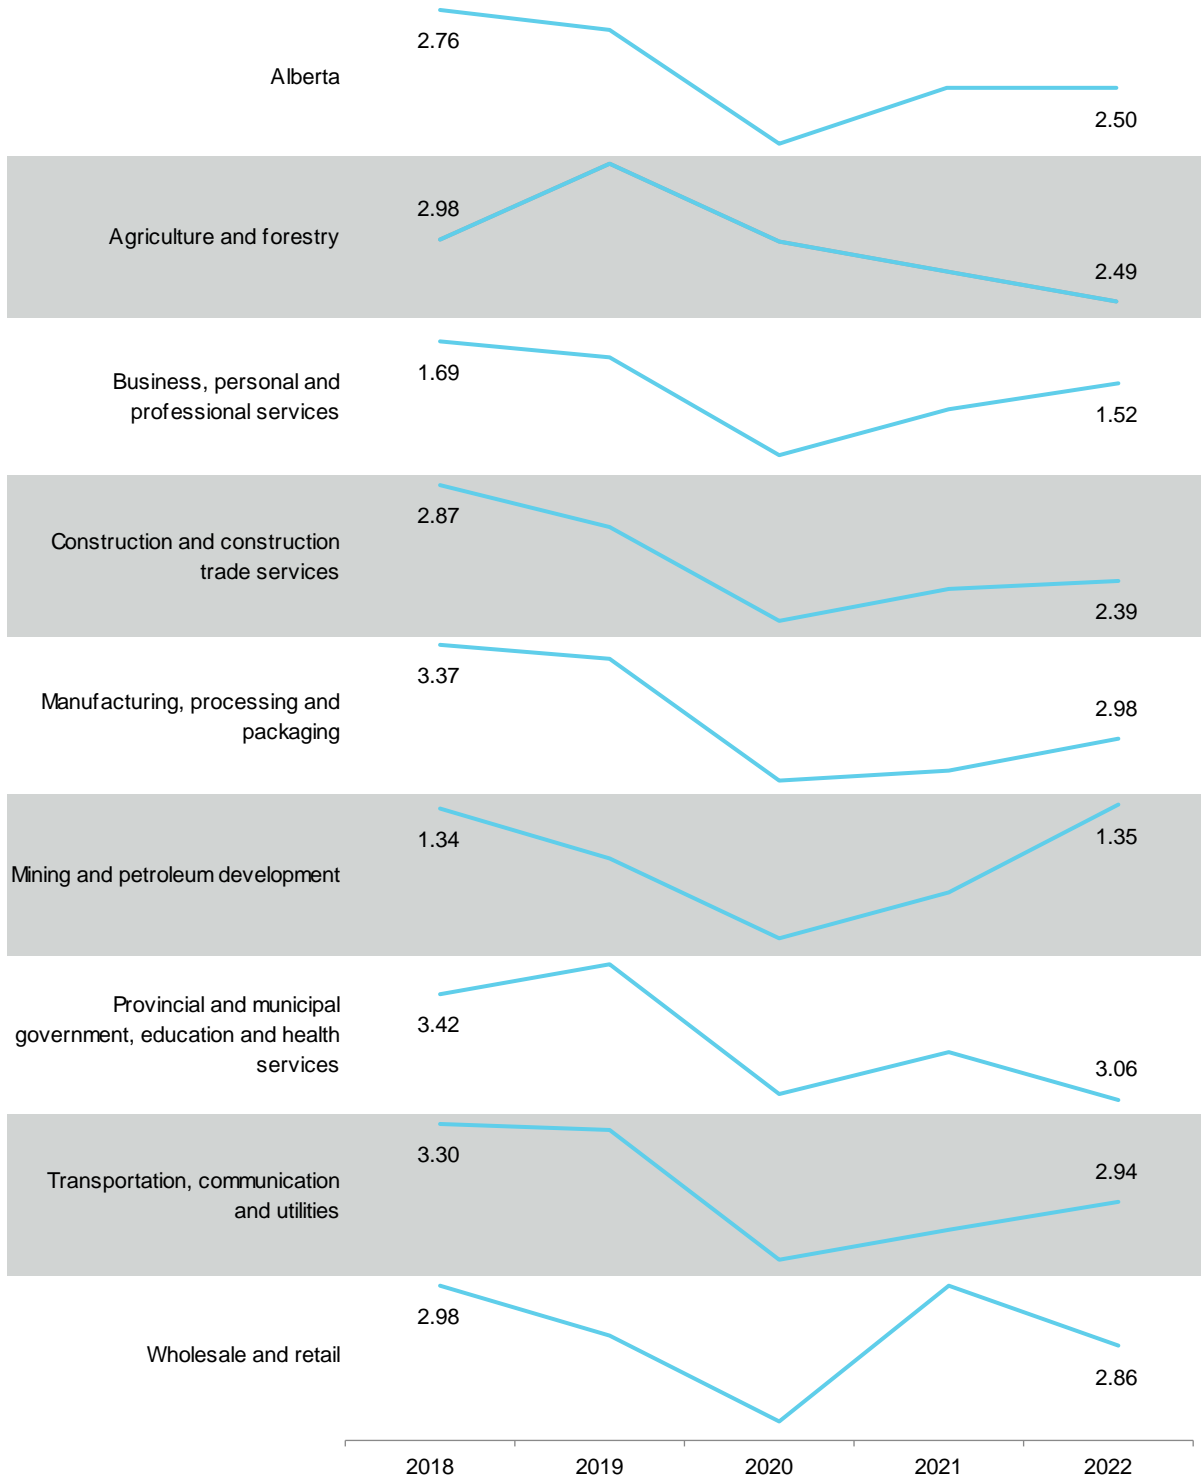 2.76
Alberta
2.50
2.98
Agriculture and forestry
2.49
1.69
Business, personal and
professional services
1.52
2.87
Construction and construction
trade services
2.39
3.37
Manufacturing, processing and
packaging
2.98
1.34
1.35
Mining and petroleum development
Provincial and municipal
government, education and health
services
3.42
3.06
3.30
Transportation, communication
and utilities
2.94
2.98
Wholesale and retail
2.86
2018 2019 2020 2021 2022